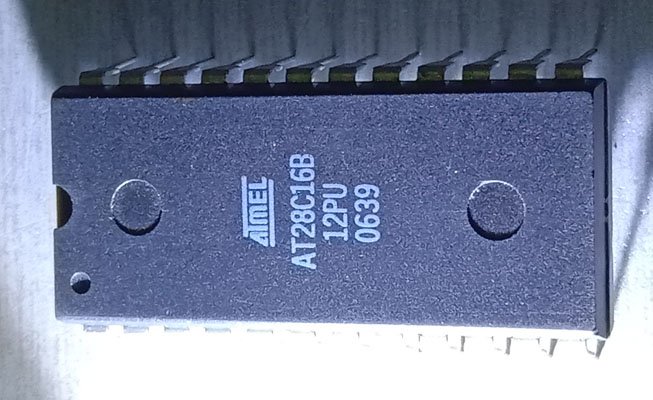 ATMEL
AT28C16B
12PU
0639